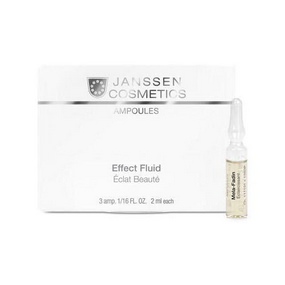 JANSSEN
COSMETICS
AMPOULES
Effect Fluid
Éclat Beauté
3 amp. 1/16 FL. OZ. 2 ml each
Mela-Fadin